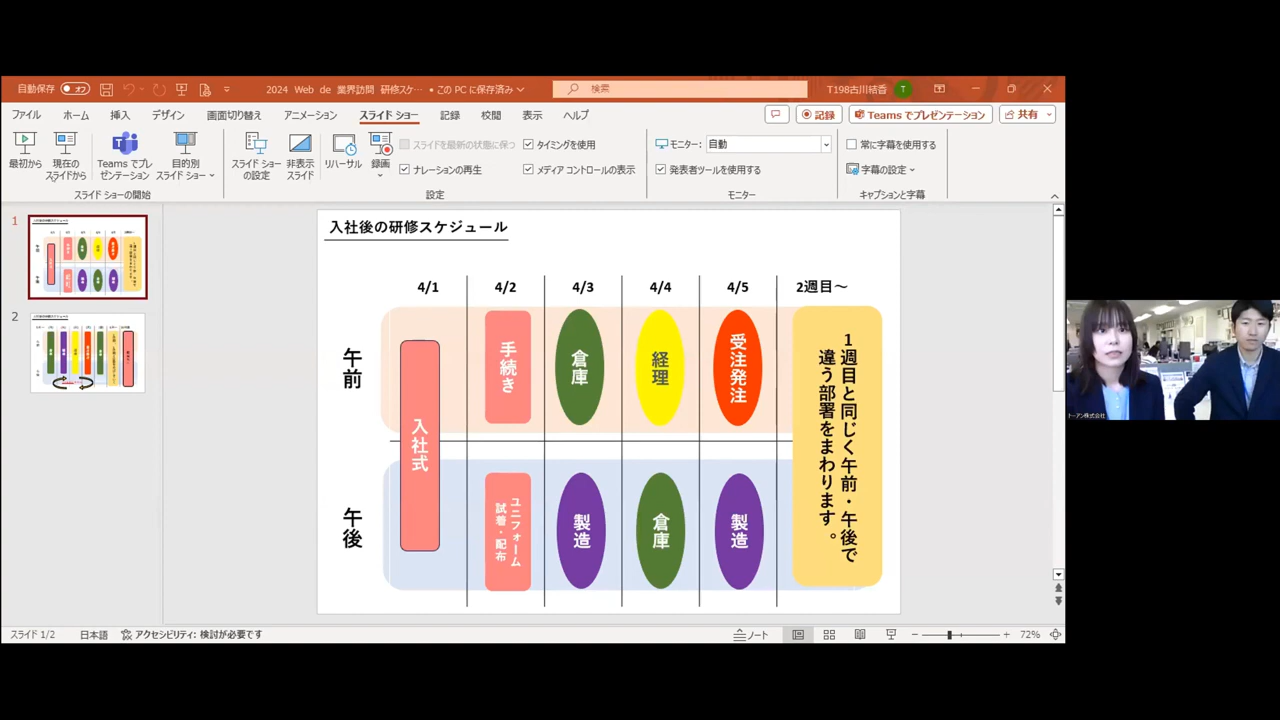 自動保存 オフ
2024 Web de 業界訪問 研修スケ… • この PC に保存済み
検索
T198古川結香 T
ファイル ホーム 挿入 デザイン 画面切り替え アニメーション スライド ショー 記録 校閲 表示 ヘルプ
記録 Teams でプレゼンテーション 共有
最初から
現在の
スライドから
Teams でプレ
ゼンテーション
目的別
スライド ショー
スライド ショー
の設定
非表示
スライド
リハーサル
録画
スライドを最新の状態に保つ
タイミングを使用
ナレーションの再生
メディア コントロールの表示
モニター: 自動
発表者ツールを使用する
常に字幕を使用する
字幕の設定
スライド ショーの開始
設定
モニター
キャプションと字幕
1
2
入社後の研修スケジュール
4/1 4/2 4/3 4/4 4/5 2週目～
午前
入社式
手続き
倉庫
経理
受注発注
1週目と同じく午前・午後で
違う部署をまわります。
午後
ユニフォーム
試着・配布
製造
倉庫
製造
トーアン株式会社
スライド 1/2 日本語 アクセシビリティ: 検討が必要です
ノート
72%